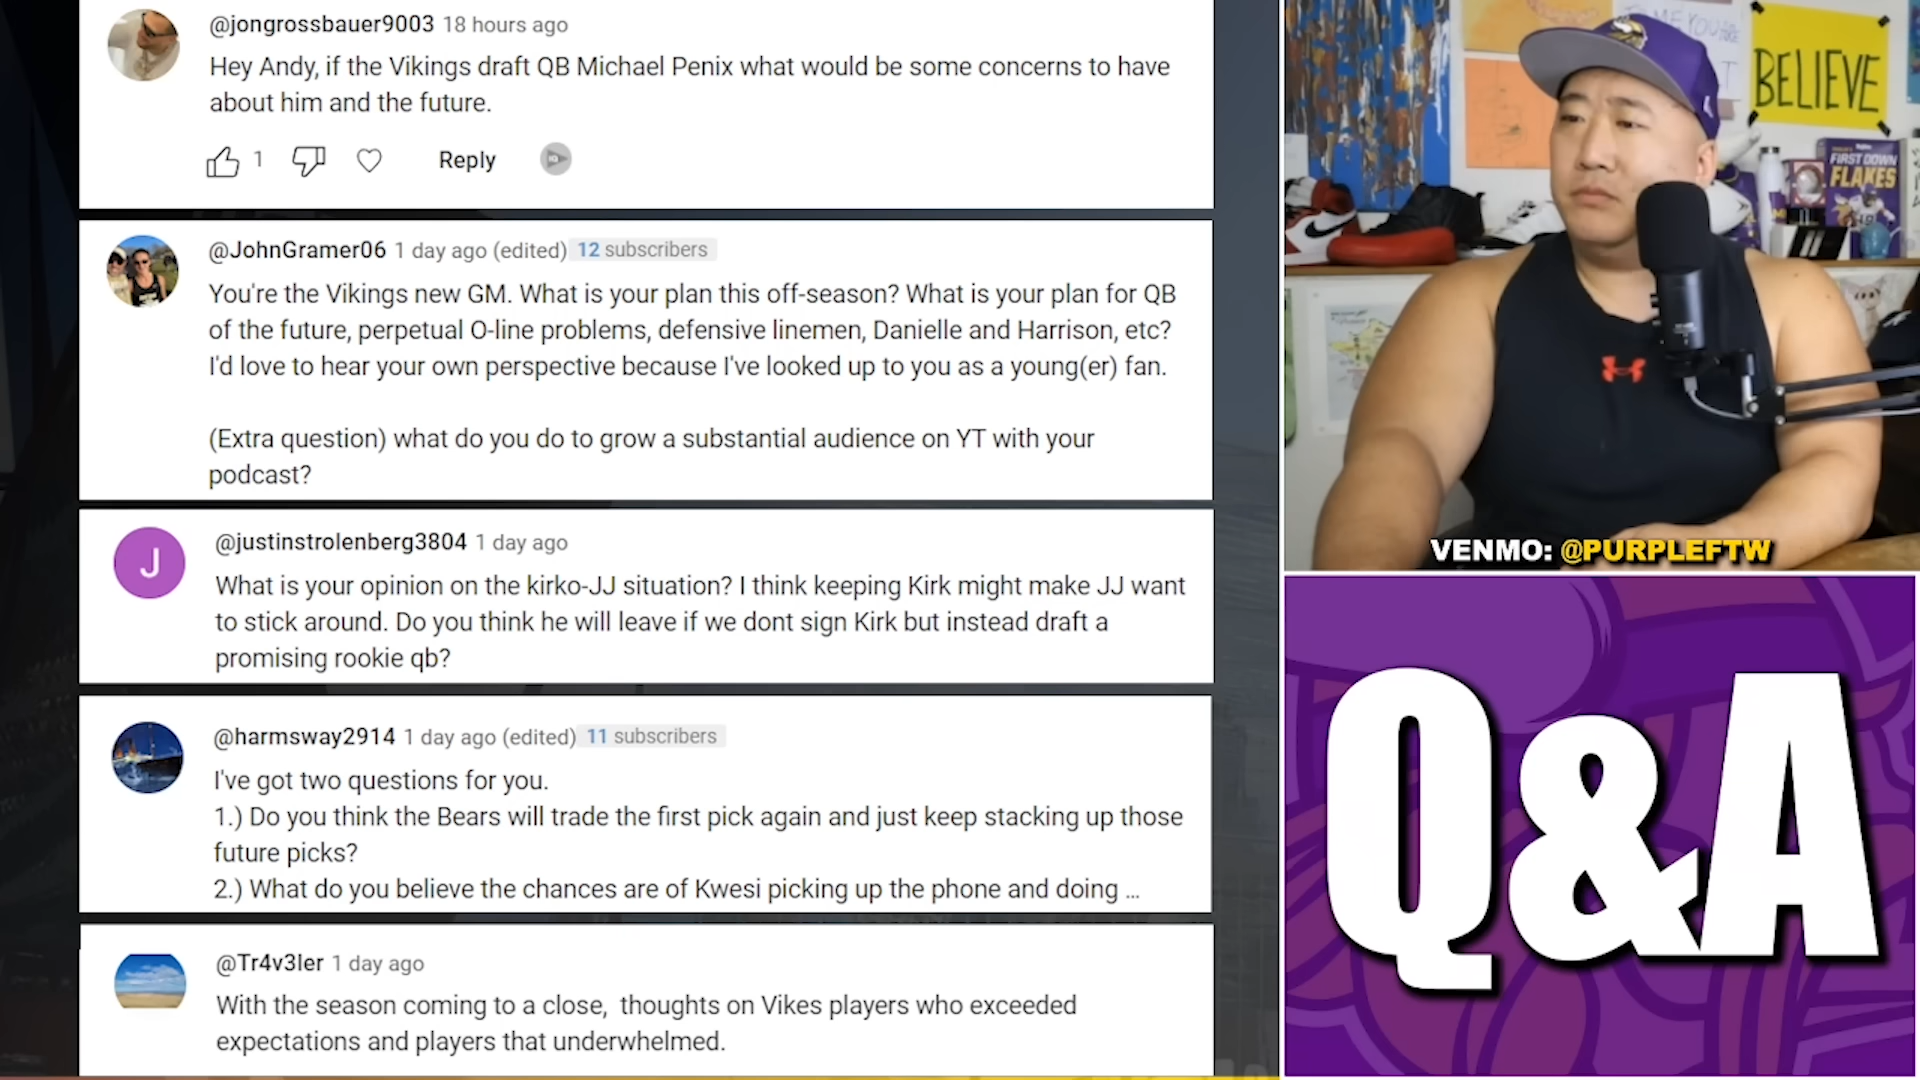 @jongrossbauer9003 18 hours ago
Hey Andy, if the Vikings draft QB Michael Penix what would be some concerns to have
about him and the future.
1 Reply
@JohnGramer06 1 day ago (edited) 12 subscribers
You're the Vikings new GM. What is your plan this off-season? What is your plan for QB
of the future, perpetual O-line problems, defensive linemen, Danielle and Harrison, etc?
I'd love to hear your own perspective because I've looked up to you as a young(er) fan.
(Extra question) what do you do to grow a substantial audience on YT with your
podcast?
J
@justinstrolenberg3804 1 day ago
What is your opinion on the kirko-JJ situation? I think keeping Kirk might make JJ want
to stick around. Do you think he will leave if we dont sign Kirk but instead draft a
promising rookie qb?
@harmsway2914 1 day ago (edited) 11 subscribers
I've got two questions for you.
1.) Do you think the Bears will trade the first pick again and just keep stacking up those
future picks?
2.) What do you believe the chances are of Kwesi picking up the phone and doing ...
@Tr4v3ler 1 day ago
With the season coming to a close, thoughts on Vikes players who exceeded
expectations and players that underwhelmed.
BELIEVE
FIRST DOWN
FLAKES
VENMO: @PURPLEFTW
Q&A